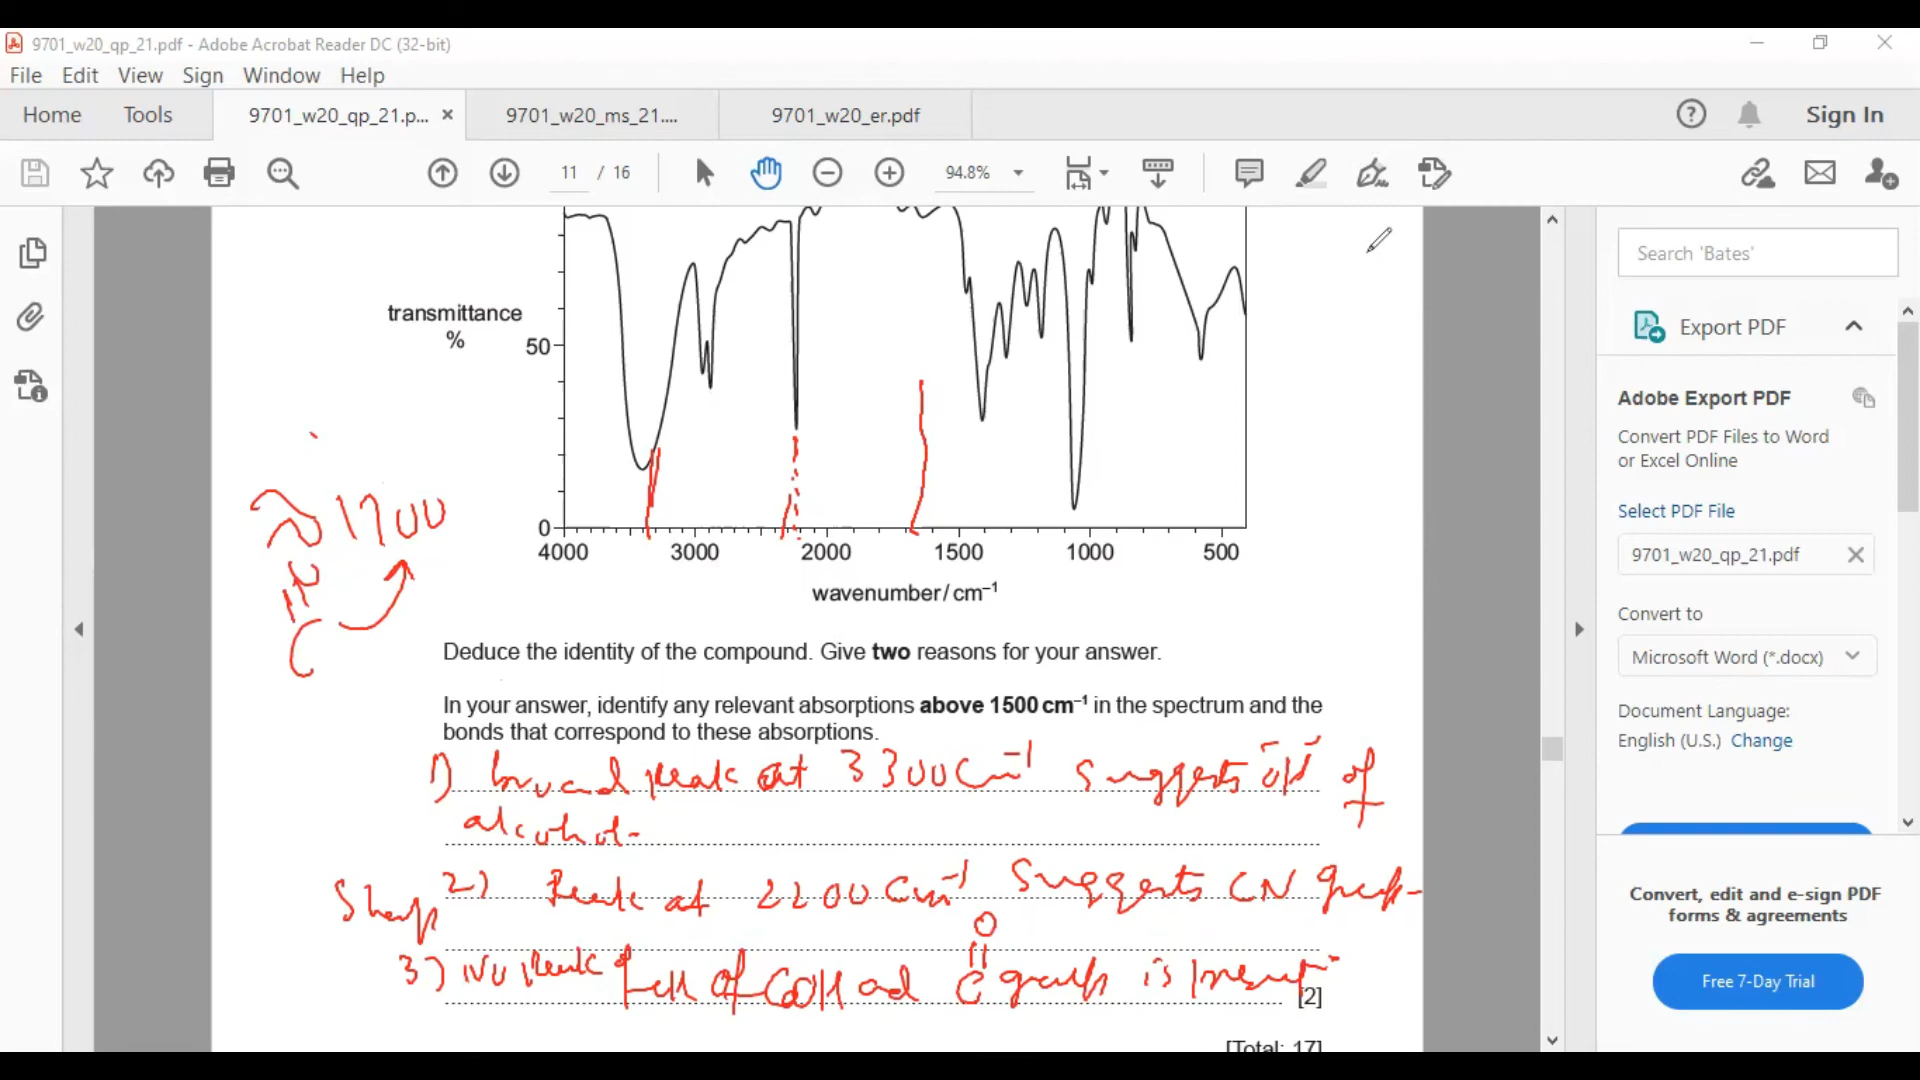 9701_w20_qp_21.pdf - Adobe Acrobat Reader DC (32-bit)
File Edit View Sign Window Help
Home Tools 9701_w20_qp_21.p... × 9701_w20_ms_21.... 9701_w20_er.pdf Sign In
11 / 16 94.8%
transmittance
%
50
0
4000 3000 2000 1500 1000 500
wavenumber / cm⁻¹
≈ 1700
C
Deduce the identity of the compound. Give two reasons for your answer.
In your answer, identify any relevant absorptions above 1500 cm⁻¹ in the spectrum and the
bonds that correspond to these absorptions.
1) broad peak at 3300 cm⁻¹ suggests OH of
alcohol.
Sharp 2) Peak at 2200 cm⁻¹ suggests CN group.
O
3) No Peak of of COOH and C group is present
[2]
[Total: 17]
Search 'Bates'
Export PDF
Adobe Export PDF
Convert PDF Files to Word
or Excel Online
Select PDF File
9701_w20_qp_21.pdf
Convert to
Microsoft Word (*.docx)
Document Language:
English (U.S.) Change
Convert, edit and e-sign PDF
forms & agreements
Free 7-Day Trial